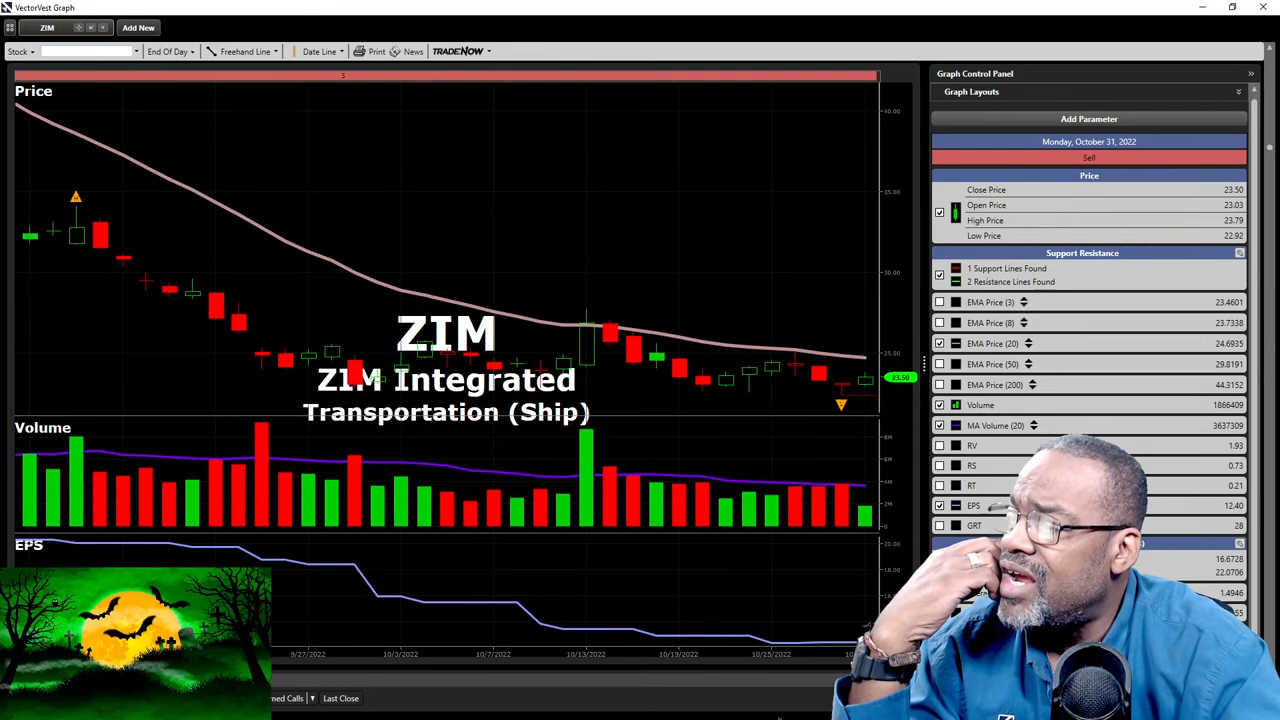 VectorVest Graph
ZIM
Add New
Stock
End Of Day
Freehand Line
Date Line
Print
News
TRADENOW
S
Price
40.00
35.00
30.00
25.00
23.50
ZIM
ZIM Integrated
Transportation (Ship)
Volume
8M
6M
4M
2M
0
EPS
20.00
18.00
9/27/2022
10/3/2022
10/7/2022
10/13/2022
10/19/2022
10/25/2022
Last Close
Graph Control Panel
Graph Layouts
Add Parameter
Monday, October 31, 2022
Sell
Price
Close Price 23.50
Open Price 23.03
High Price 23.79
Low Price 22.92
Support Resistance
1 Support Lines Found
2 Resistance Lines Found
EMA Price (3) 23.4601
EMA Price (8) 23.7338
EMA Price (20) 24.6935
EMA Price (50) 29.8191
EMA Price (200) 44.3152
Volume 1866409
MA Volume (20) 3637309
RV 1.93
RS 0.73
RT 0.21
EPS 12.40
GRT 28
16.6728
22.0706
1.4946